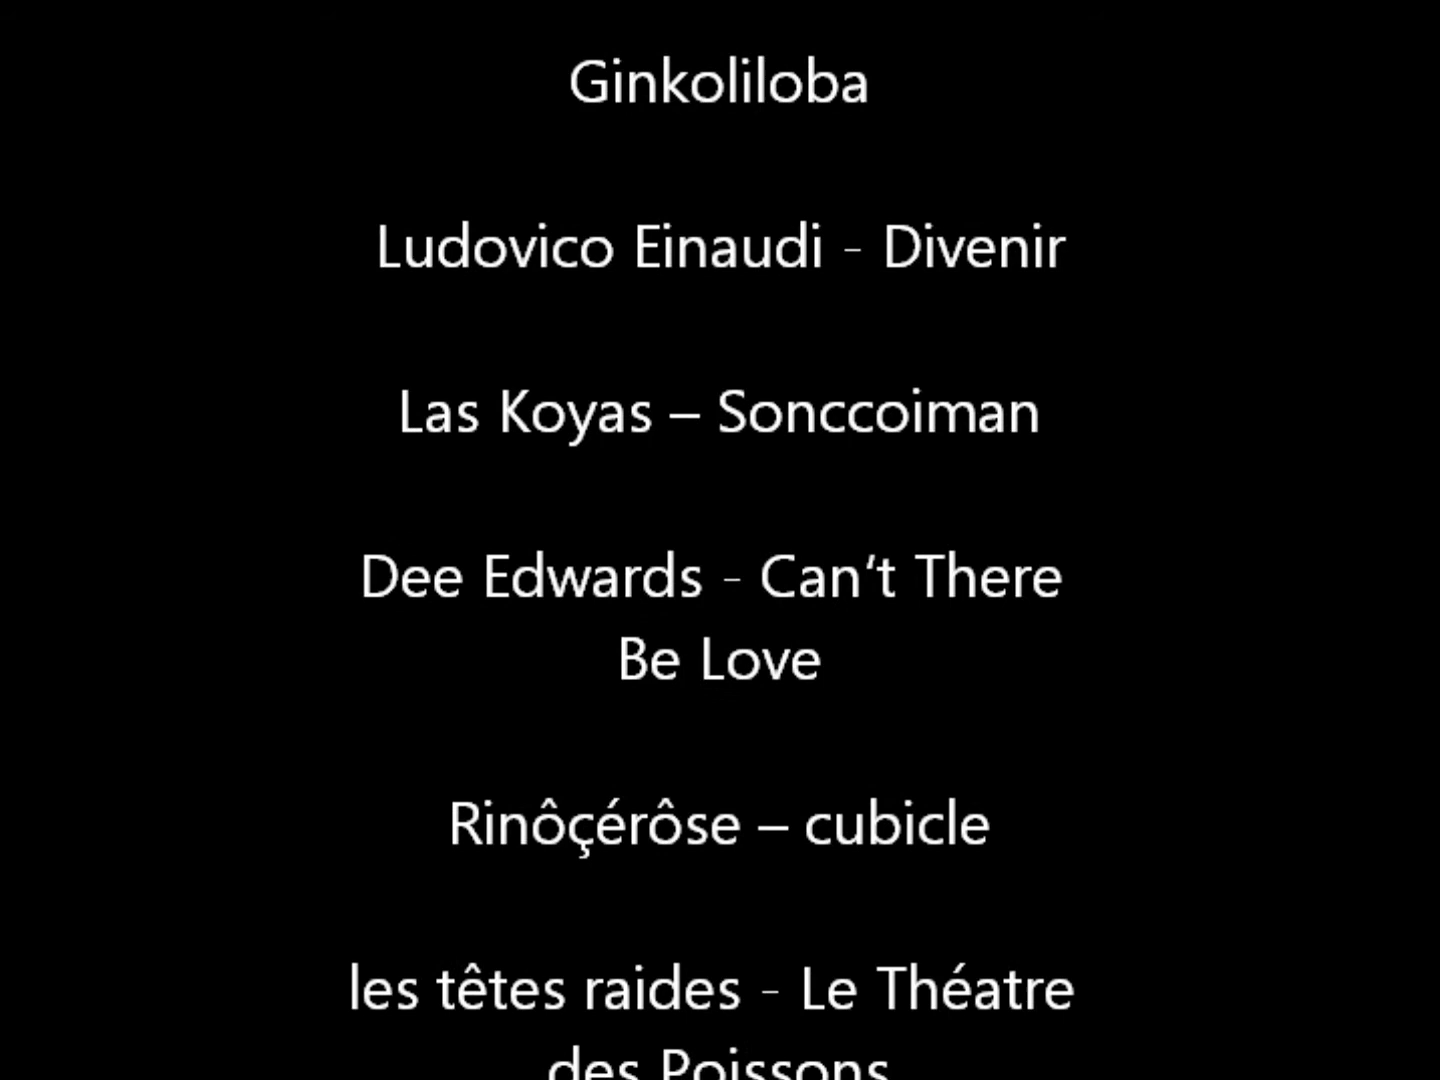 Ginkoliloba
Ludovico Einaudi - Divenir
Las Koyas – Sonccoiman
Dee Edwards - Can't There
Be Love
Rinôçérôse – cubicle
les têtes raides - Le Théatre
des Poissons